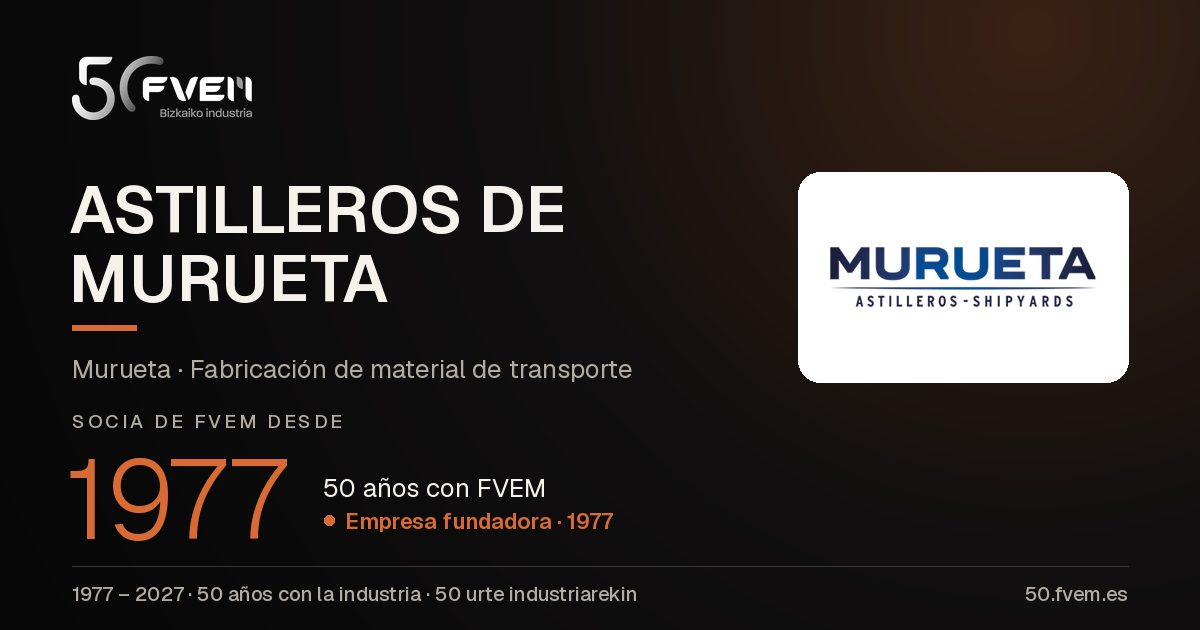 50 FVEM
Bizkaiko industria
ASTILLEROS DE
MURUETA
MURUETA
ASTILLEROS-SHIPYARDS
Murueta · Fabricación de material de transporte
SOCIA DE FVEM DESDE
1977
50 años con FVEM
Empresa fundadora · 1977
1977 – 2027 · 50 años con la industria · 50 urte industriarekin
50.fvem.es